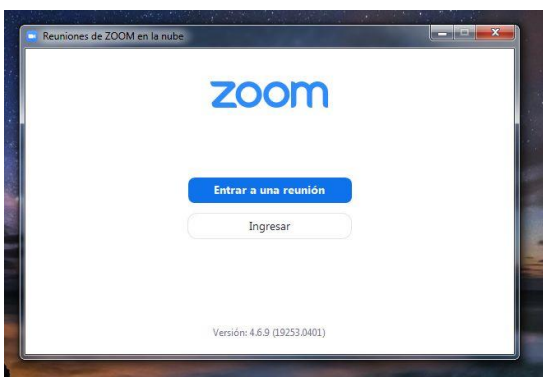 Reuniones de ZOOM en la nube
zoom
Entrar a una reunión
Ingresar
Versión: 4.6.9 (19253.0401)